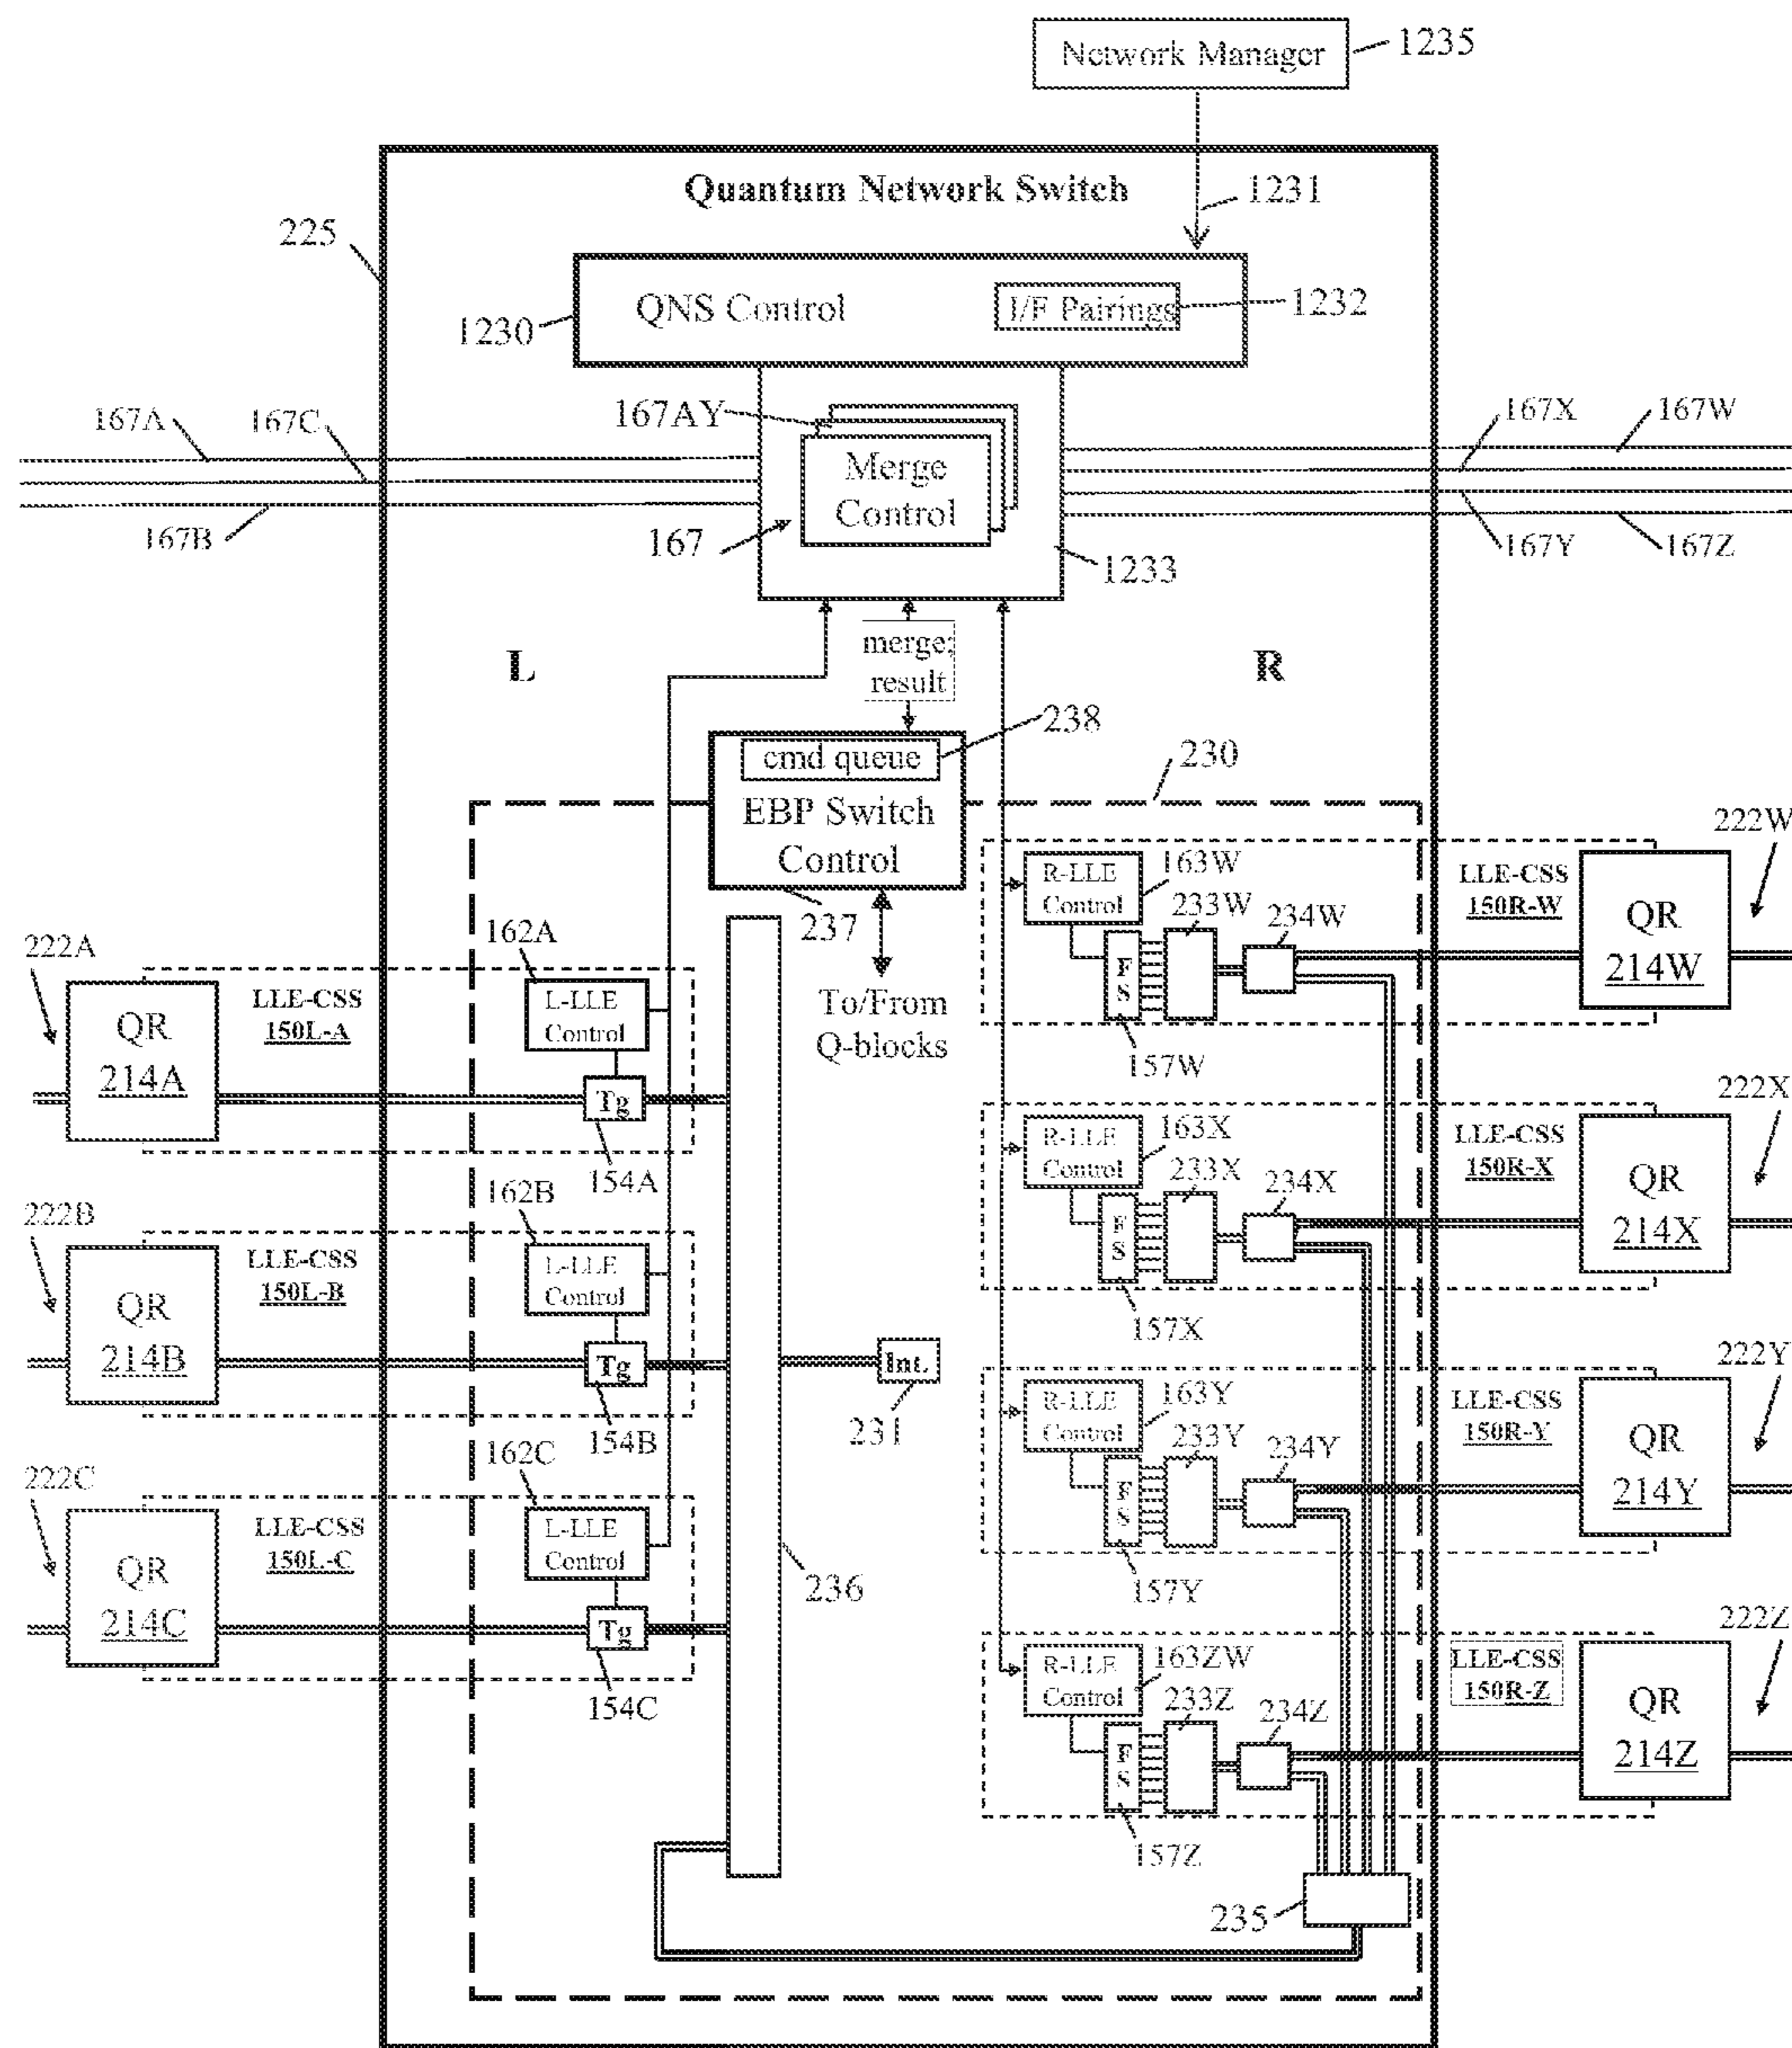 Network Manager
1235
Quantum Network Switch
1231
225
QNS Control
I/F Pairings
1232
1230
167A
167C
167AY
167X
167W
Merge
Control
167B
167
1233
167Y
167Z
L
merge;
result
R
238
cmd queue
230
EBP Switch
Control
237
To/From
Q-blocks
222A
QR
214A
LLE-CSS
150L-A
162A
L-LLE
Control
Tg
154A
222B
QR
214B
LLE-CSS
150L-B
162B
L-LLE
Control
Tg
154B
222C
QR
214C
LLE-CSS
150L-C
162C
L-LLE
Control
Tg
154C
Int.
231
236
R-LLE
Control
163W
233W
234W
F
S
157W
LLE-CSS
150R-W
QR
214W
222W
R-LLE
Control
163X
233X
234X
F
S
157X
LLE-CSS
150R-X
QR
214X
222X
R-LLE
Control
163Y
233Y
234Y
F
S
157Y
LLE-CSS
150R-Y
QR
214Y
222Y
R-LLE
Control
163ZW
233Z
234Z
F
S
157Z
LLE-CSS
150R-Z
QR
214Z
222Z
235